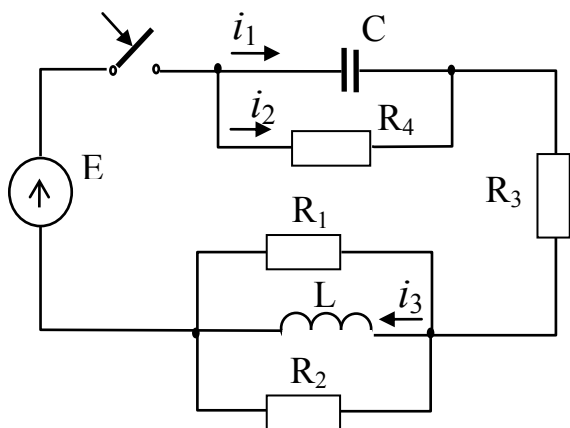 i₁ C
i₂ R₄
E
R₃
R₁
L i₃
R₂